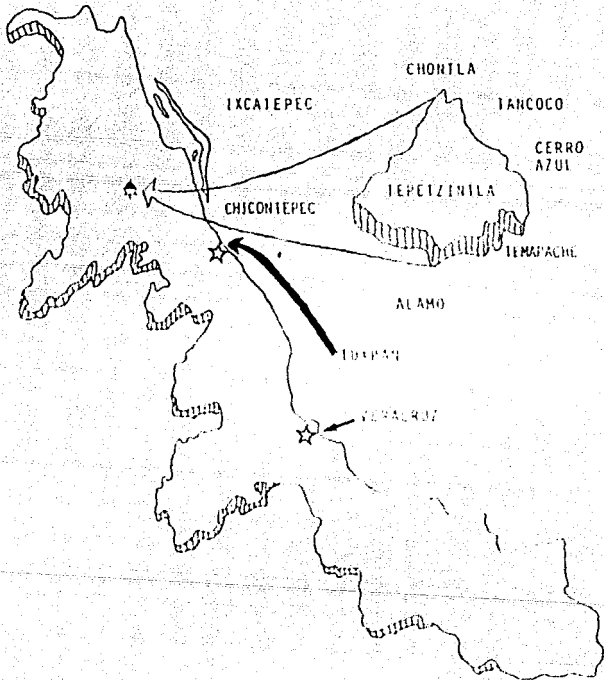 CHONTLA
IXCATEPEC
TANCOCO
CERRO
AZUL
TEPETZINTLA
CHICONTEPEC
TEMAPACHE
ALAMO
TUXPAN
VERACRUZ